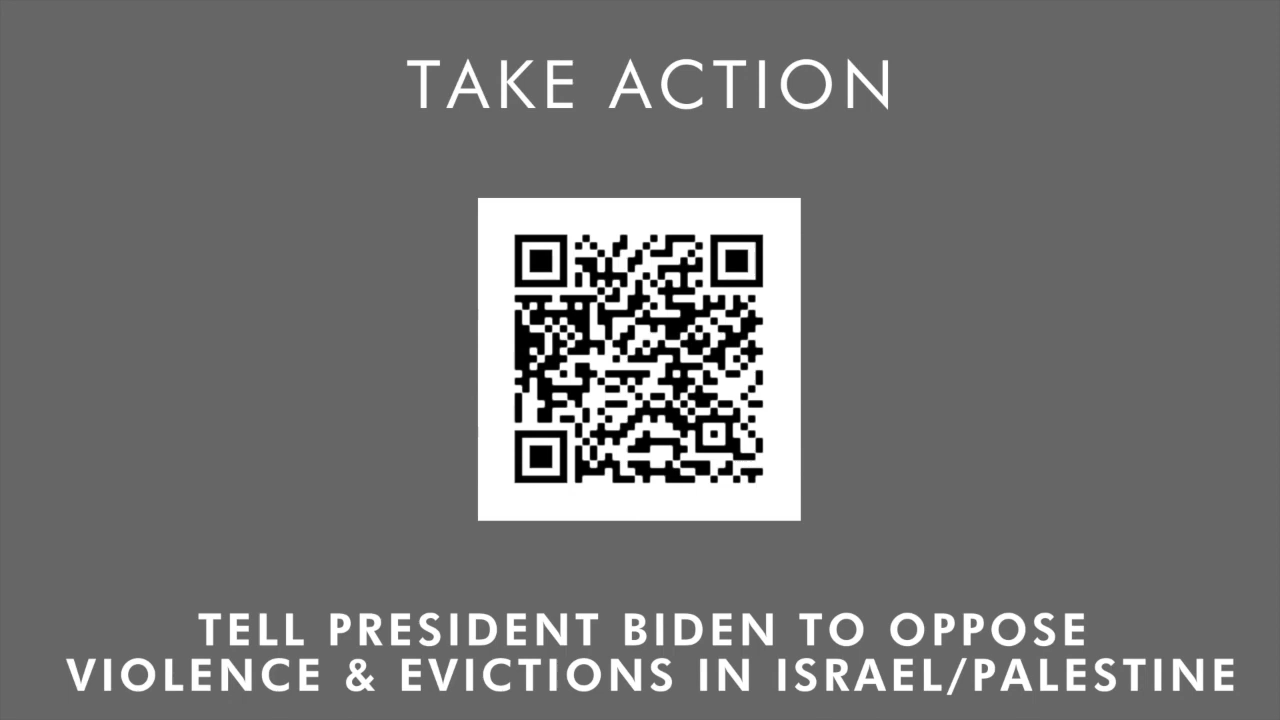 TAKE ACTION
TELL PRESIDENT BIDEN TO OPPOSE
VIOLENCE & EVICTIONS IN ISRAEL/PALESTINE